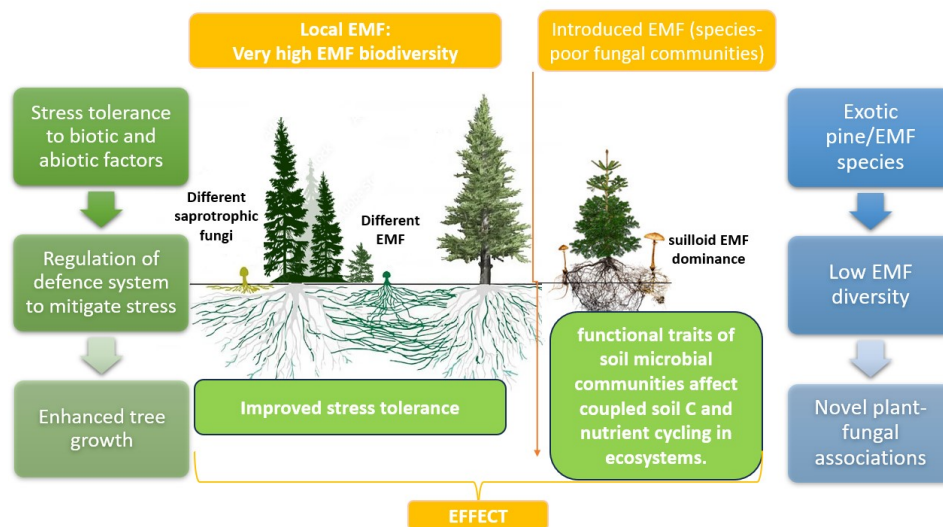 Local EMF:
Very high EMF biodiversity
Introduced EMF (species-
poor fungal communities)
Stress tolerance
to biotic and
abiotic factors
Regulation of
defence system
to mitigate stress
Enhanced tree
growth
Different
saprotrophic
fungi
Different
EMF
Improved stress tolerance
suilloid EMF
dominance
functional traits of
soil microbial
communities affect
coupled soil C and
nutrient cycling in
ecosystems.
Exotic
pine/EMF
species
Low EMF
diversity
Novel plant-
fungal
associations
EFFECT